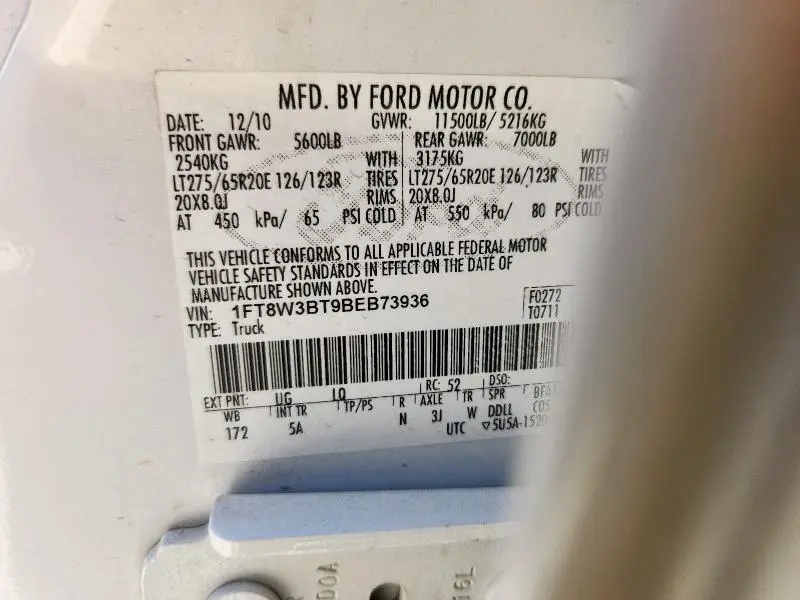 MFD. BY FORD MOTOR CO.
DATE: 12/10 GVWR: 11500LB/ 5216KG
FRONT GAWR: 5600LB REAR GAWR: 7000LB
2540KG WITH 3175KG WITH
LT275/65R20E 126/123R TIRES LT275/65R20E 126/123R TIRES
20X8.0J RIMS 20X8.0J RIMS
AT 450 kPa/ 65 PSI COLD AT 550 kPa/ 80 PSI COLD
THIS VEHICLE CONFORMS TO ALL APPLICABLE FEDERAL MOTOR
VEHICLE SAFETY STANDARDS IN EFFECT ON THE DATE OF
MANUFACTURE SHOWN ABOVE.
VIN: 1FT8W3BT9BEB73936 F0272
TYPE: Truck T0711
EXT PNT: UG LQ RC: 52 DSO:
WB INT TR TP/PS R AXLE TR SPR BFA
172 5A N 3J W DDLL C05
UTC ▽5U5A-1520
D0A
16L